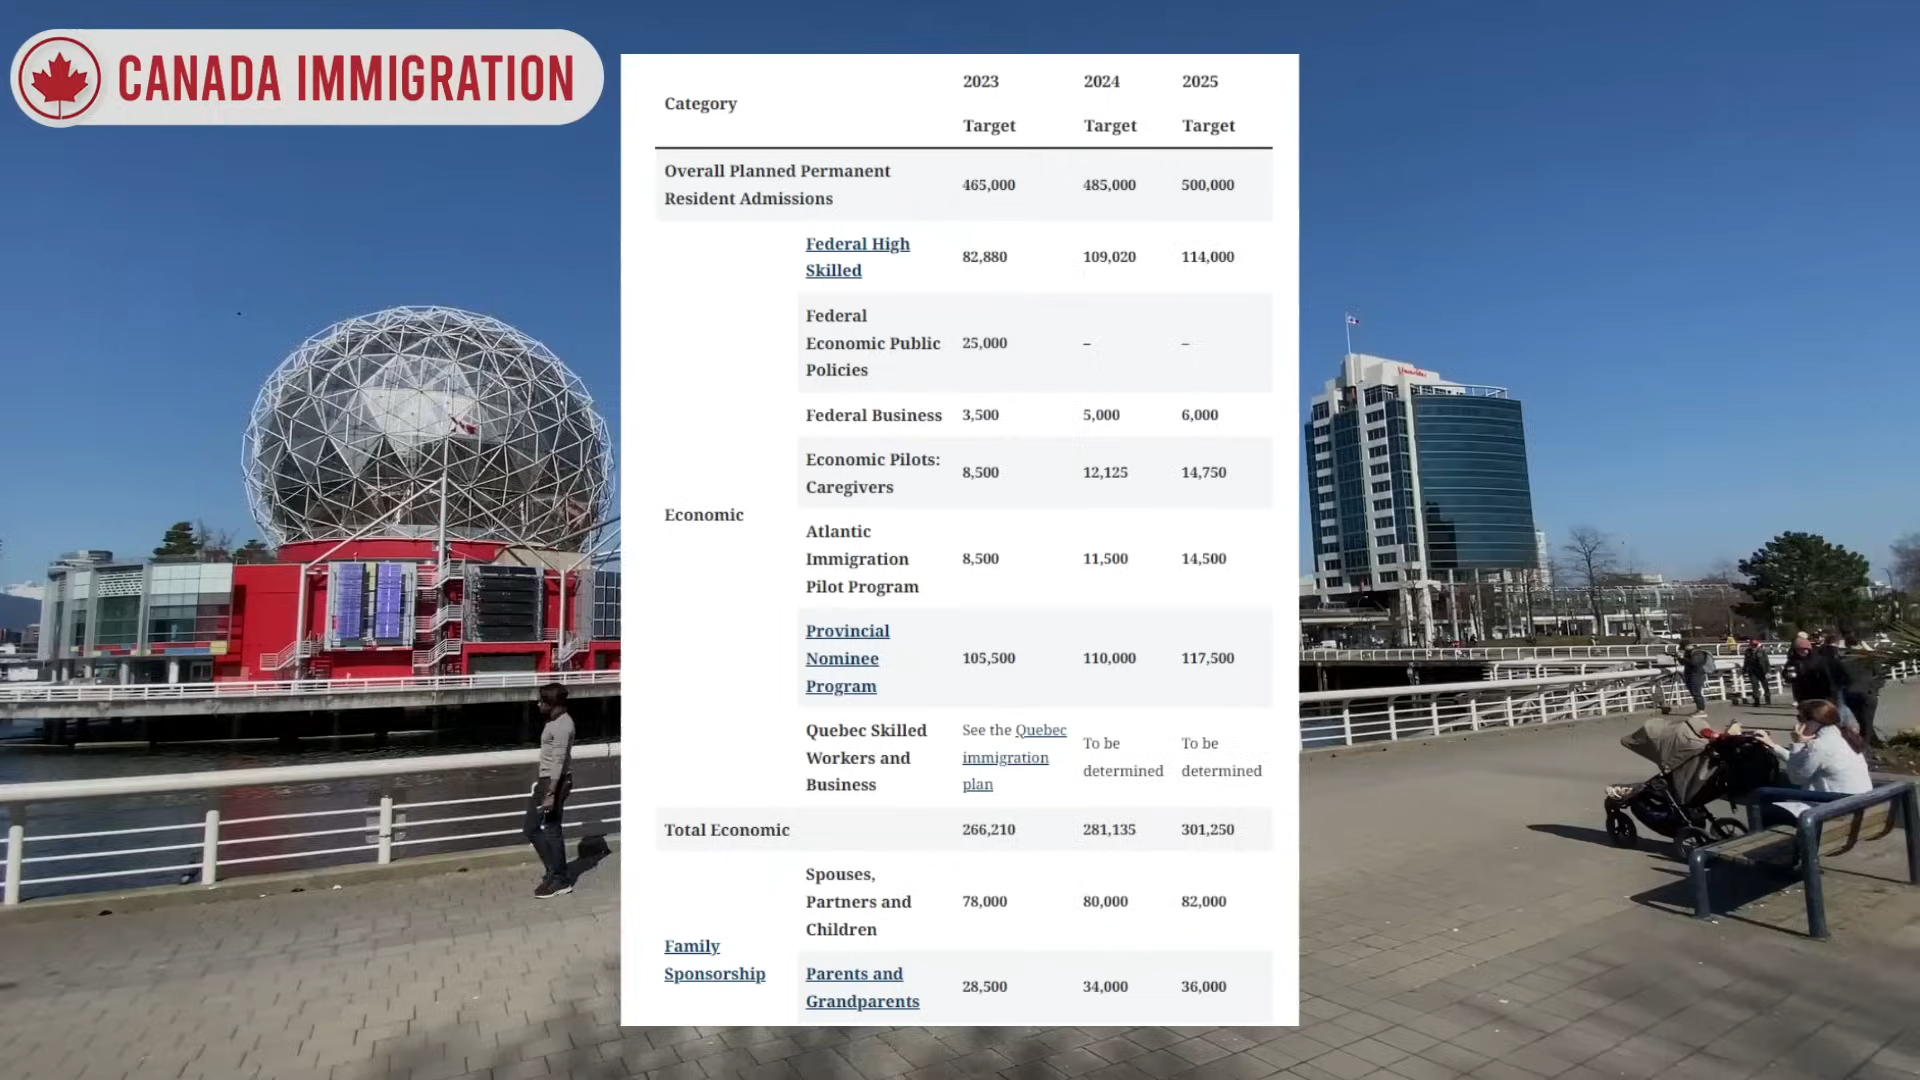 CANADA IMMIGRATION
Category
2023
Target
2024
Target
2025
Target
Overall Planned Permanent
Resident Admissions
465,000
485,000
500,000
Economic
Federal High
Skilled
82,880
109,020
114,000
Federal
Economic Public
Policies
25,000
–
–
Federal Business
3,500
5,000
6,000
Economic Pilots:
Caregivers
8,500
12,125
14,750
Atlantic
Immigration
Pilot Program
8,500
11,500
14,500
Provincial
Nominee
Program
105,500
110,000
117,500
Quebec Skilled
Workers and
Business
See the Quebec
immigration
plan
To be
determined
To be
determined
Total Economic
266,210
281,135
301,250
Family
Sponsorship
Spouses,
Partners and
Children
78,000
80,000
82,000
Parents and
Grandparents
28,500
34,000
36,000